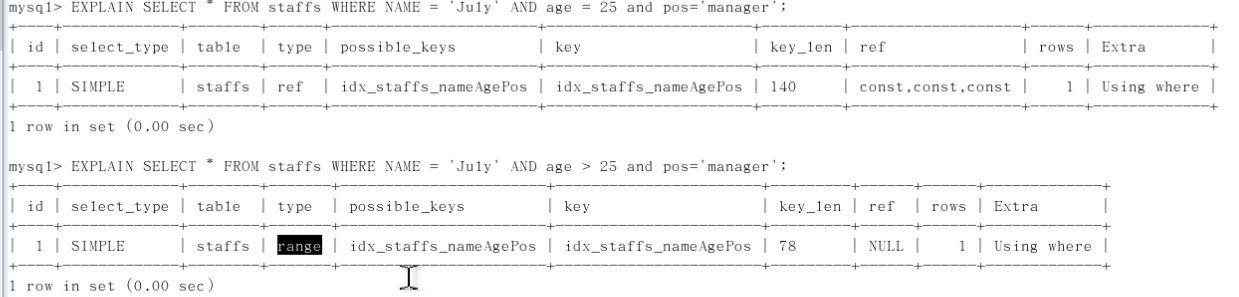 mysql> EXPLAIN SELECT * FROM staffs WHERE NAME = 'July' AND age = 25 and pos='manager';
| id | select_type | table | type | possible_keys | key | key_len | ref | rows | Extra |
| 1 | SIMPLE | staffs | ref | idx_staffs_nameAgePos | idx_staffs_nameAgePos | 140 | const,const,const | 1 | Using where |
1 row in set (0.00 sec)
mysql> EXPLAIN SELECT * FROM staffs WHERE NAME = 'July' AND age > 25 and pos='manager';
| id | select_type | table | type | possible_keys | key | key_len | ref | rows | Extra |
| 1 | SIMPLE | staffs | range | idx_staffs_nameAgePos | idx_staffs_nameAgePos | 78 | NULL | 1 | Using where |
1 row in set (0.00 sec)